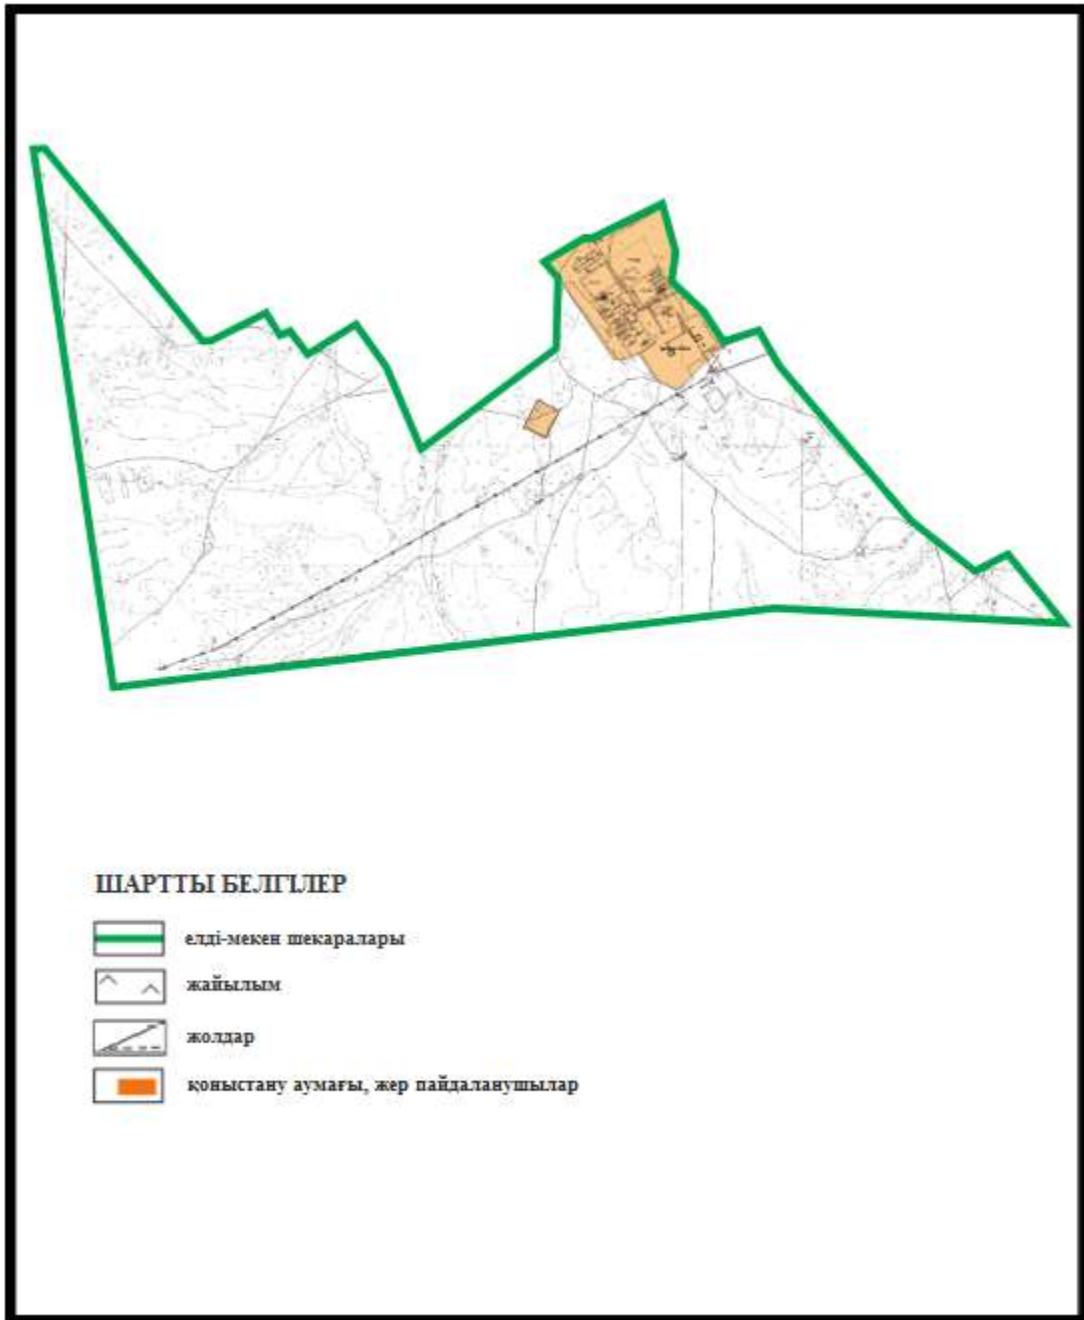 ШАРТТЫ БЕЛГІЛЕР
елді-мекен шекаралары
жайылым
жолдар
қоныстану аумағы, жер пайдаланушылар